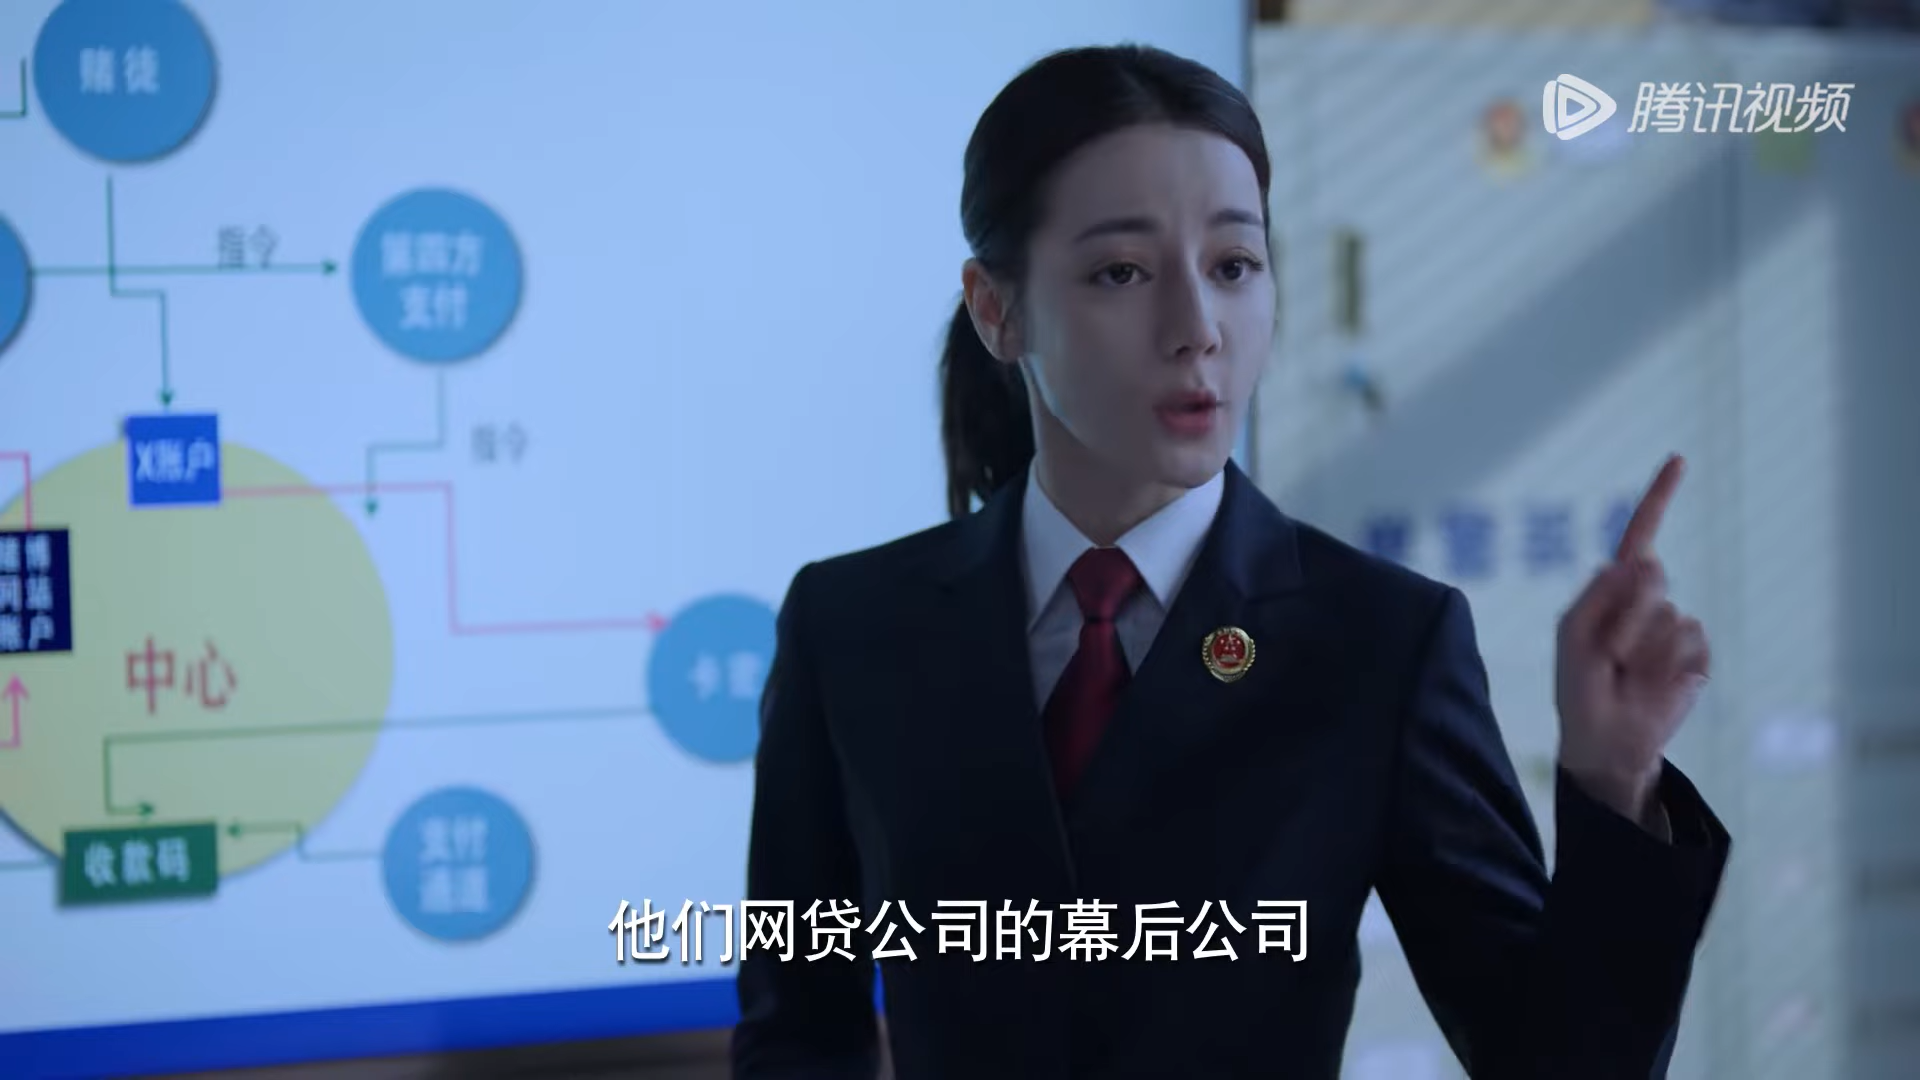 腾讯视频
赌徒
指令
第四方
支付
X账户
指令
赌博
网站
账户
中心
收款码
支付
通道
他们网贷公司的幕后公司